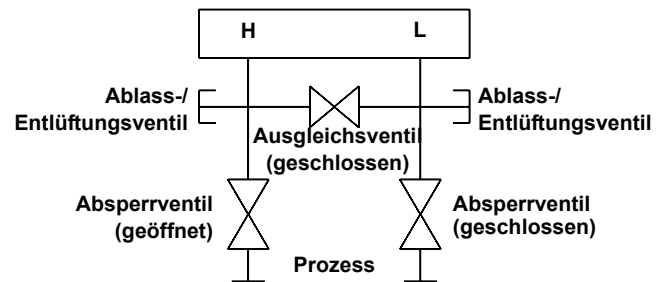 H
L
Ablass-/
Entlüftungsventil
Ausgleichsventil
(geschlossen)
Ablass-/
Entlüftungsventil
Absperrventil
(geöffnet)
Absperrventil
(geschlossen)
Prozess